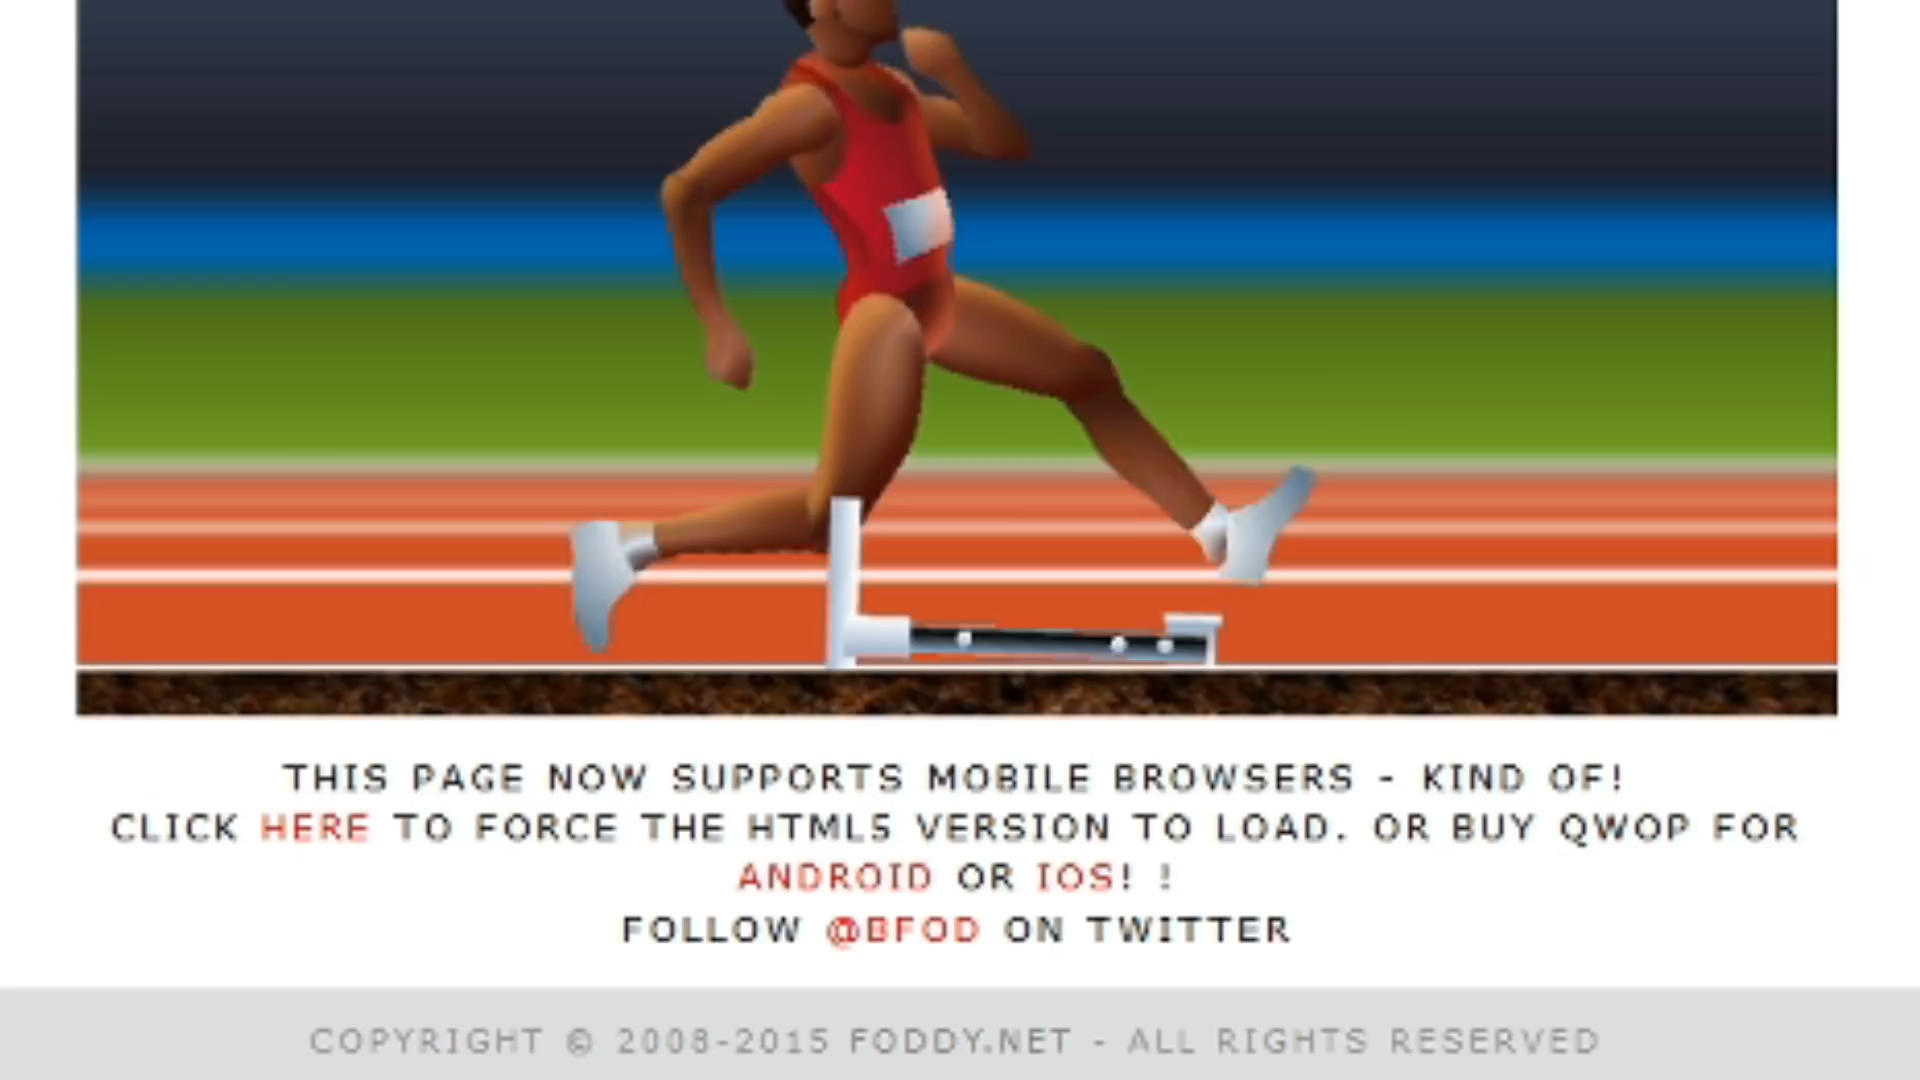 THIS PAGE NOW SUPPORTS MOBILE BROWSERS - KIND OF!
CLICK HERE TO FORCE THE HTML5 VERSION TO LOAD. OR BUY QWOP FOR
ANDROID OR IOS! !
FOLLOW @BFOD ON TWITTER
COPYRIGHT © 2008-2015 FODDY.NET - ALL RIGHTS RESERVED